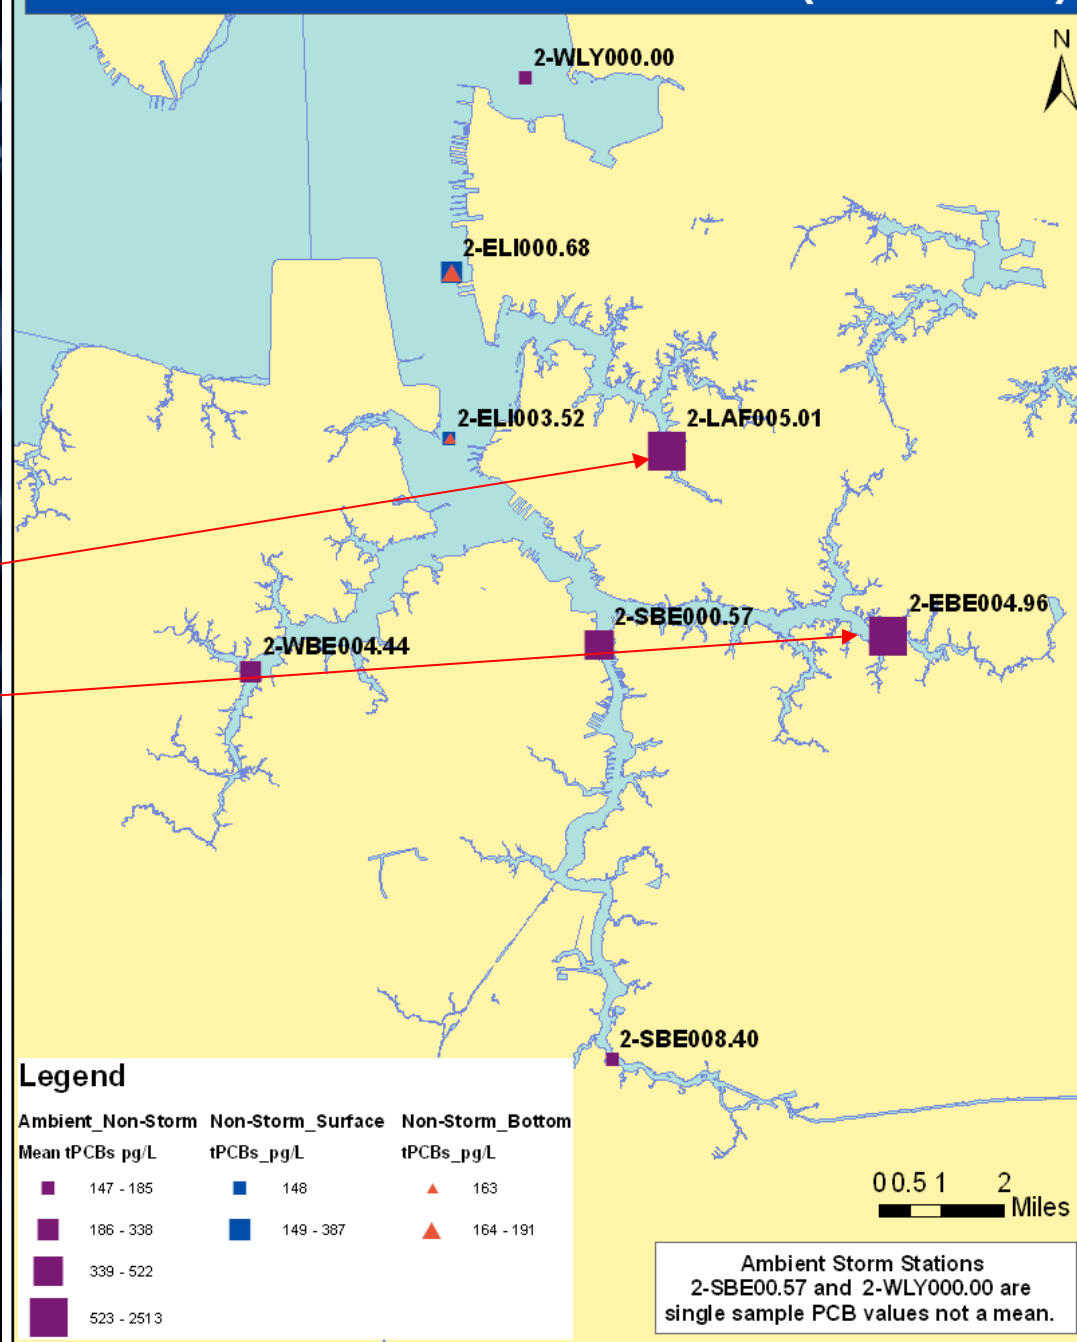 N
2-WLY000.00
2-ELI000.68
2-ELI003.52
2-LAF005.01
2-EBE004.96
2-SBE000.57
2-WBE004.44
2-SBE008.40
Legend
Ambient_Non-Storm Non-Storm_Surface Non-Storm_Bottom
Mean tPCBs pg/L tPCBs_pg/L tPCBs_pg/L
147 - 185 148 163
186 - 338 149 - 387 164 - 191
339 - 522
523 - 2513
0 0.5 1 2
Miles
Ambient Storm Stations
2-SBE00.57 and 2-WLY000.00 are
single sample PCB values not a mean.